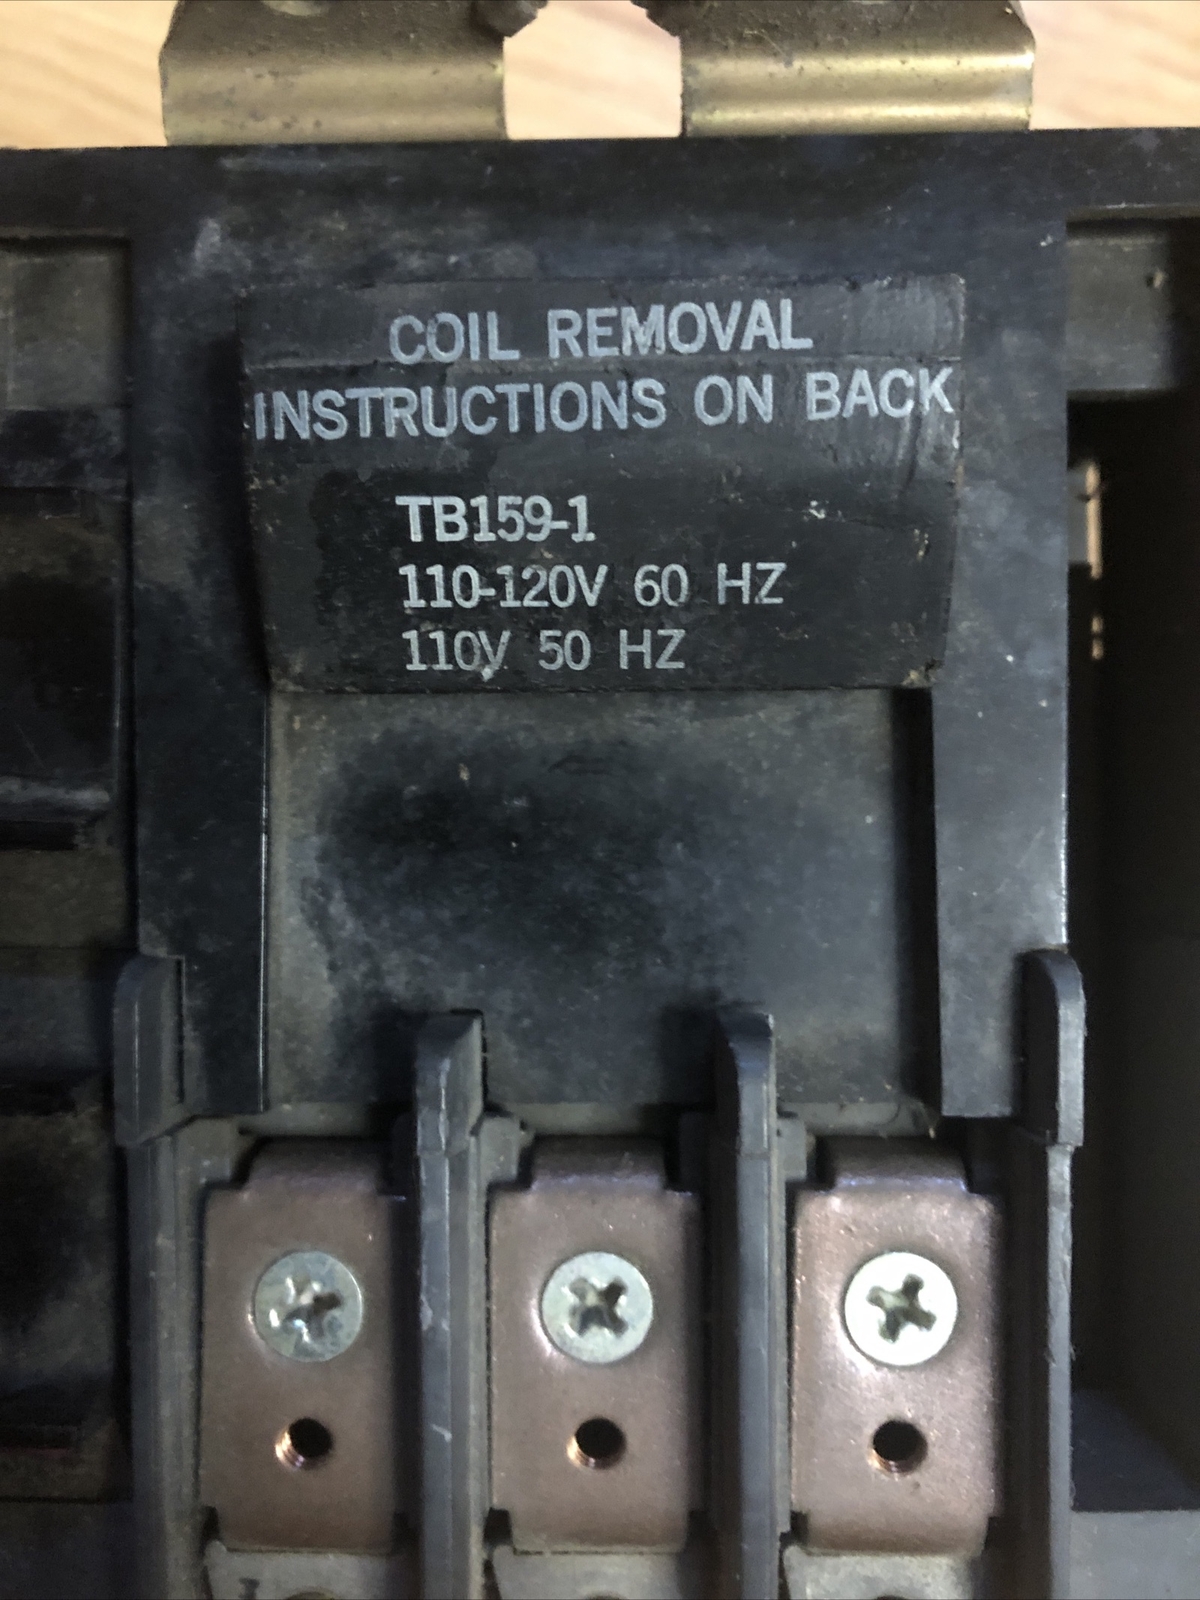 COIL REMOVAL
INSTRUCTIONS ON BACK
TB159-1
110-120V 60 HZ
110V 50 HZ